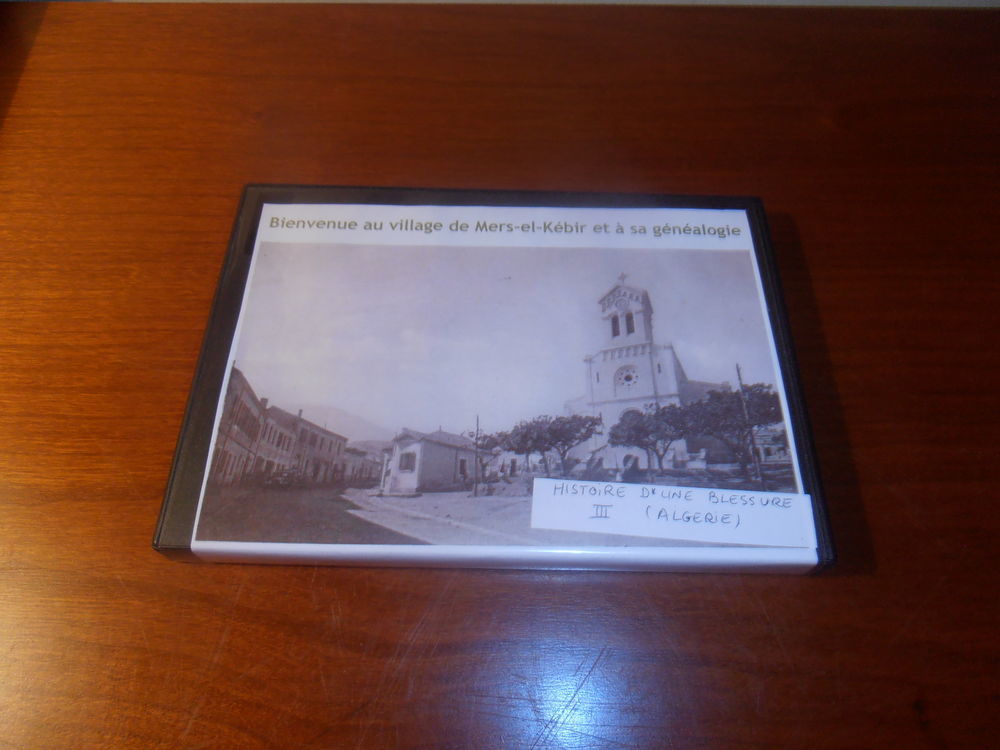 Bienvenue au village de Mers-el-Kébir et à sa généalogie
HISTOIRE D'UNE BLESSURE
III (ALGERIE)